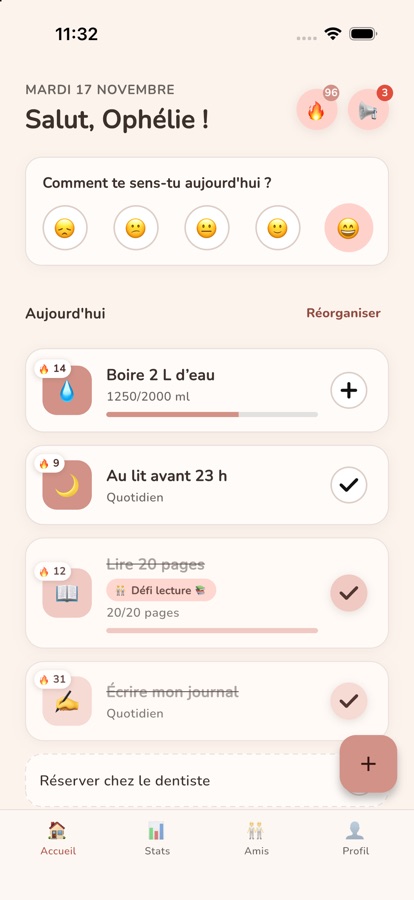 11:32
MARDI 17 NOVEMBRE
Salut, Ophélie !
96
3
Comment te sens-tu aujourd'hui ?
Aujourd'hui
Réorganiser
14
Boire 2 L d’eau
1250/2000 ml
9
Au lit avant 23 h
Quotidien
12
Lire 20 pages
Défi lecture
20/20 pages
31
Écrire mon journal
Quotidien
Réserver chez le dentiste
Accueil
Stats
Amis
Profil